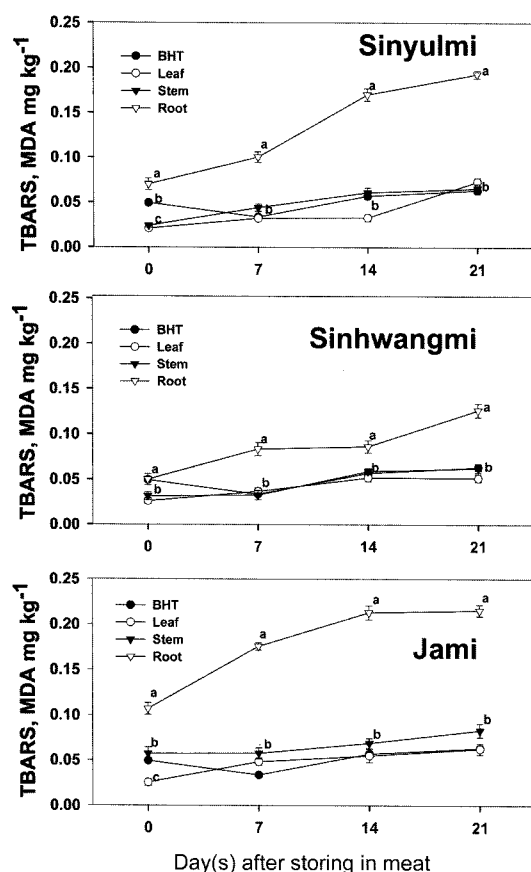 0.25
Sinyulmi
BHT
Leaf
Stem
Root
0.20
0.15
0.10
0.05
0.00
TBARS, MDA mg kg-1
a
a
a
a
b
c
b
b
b
0
7
14
21
0.25
Sinhwangmi
BHT
Leaf
Stem
Root
0.20
0.15
0.10
0.05
0.00
TBARS, MDA mg kg-1
a
a
a
a
b
b
b
b
0
7
14
21
0.25
Jami
BHT
Leaf
Stem
Root
0.20
0.15
0.10
0.05
0.00
TBARS, MDA mg kg-1
a
a
a
a
b
b
b
b
c
0
7
14
21
Day(s) after storing in meat